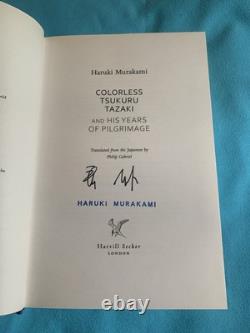 Haruki Murakami
COLORLESS
TSUKURU
TAZAKI
AND HIS YEARS
OF PILGRIMAGE
Translated from the Japanese by
Philip Gabriel
HARUKI MURAKAMI
Harvill Secker
LONDON